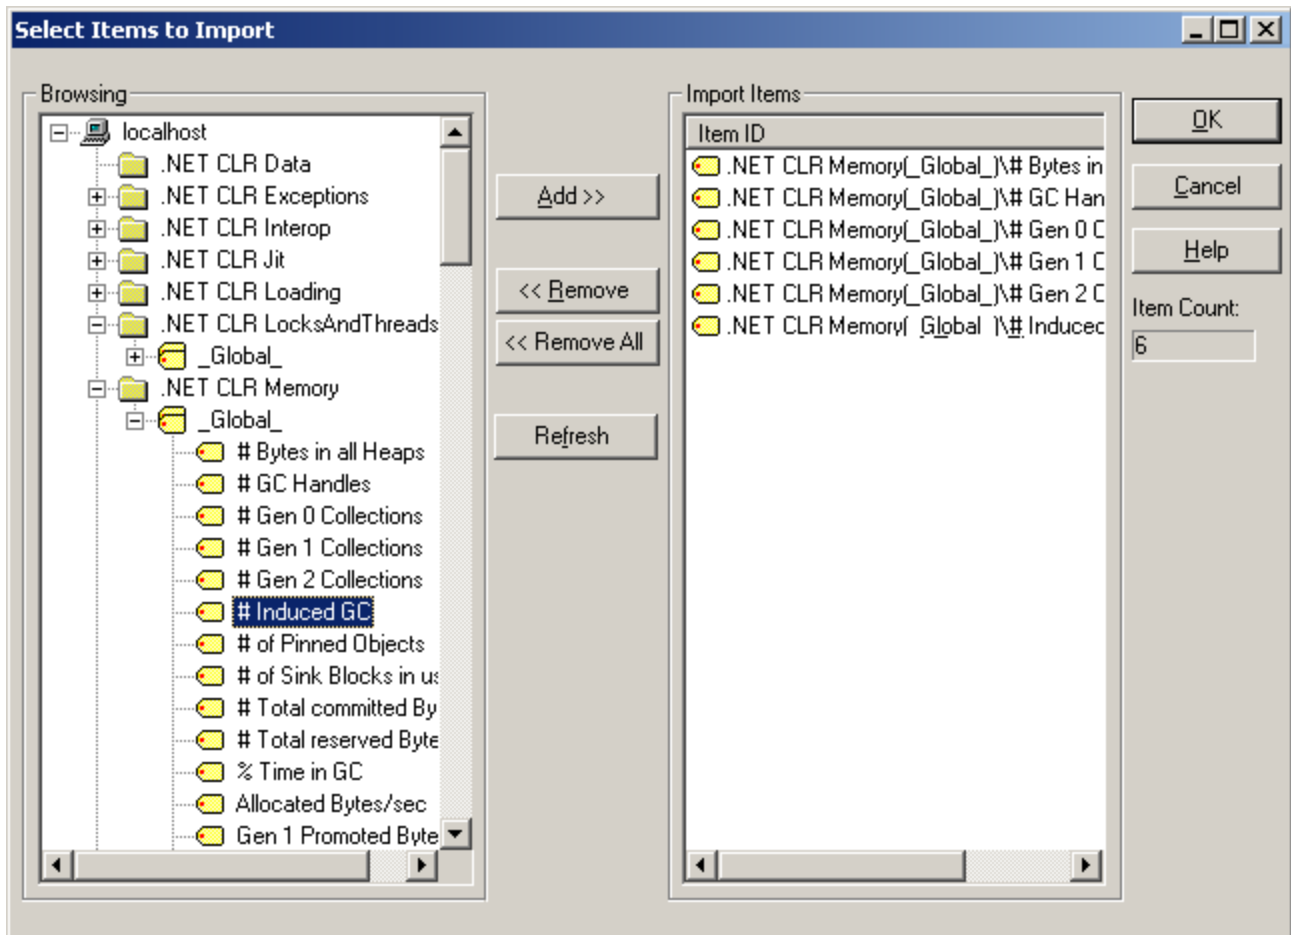 Select Items to Import
Browsing
localhost
.NET CLR Data
.NET CLR Exceptions
.NET CLR Interop
.NET CLR Jit
.NET CLR Loading
.NET CLR LocksAndThreads
_Global_
.NET CLR Memory
_Global_
# Bytes in all Heaps
# GC Handles
# Gen 0 Collections
# Gen 1 Collections
# Gen 2 Collections
# Induced GC
# of Pinned Objects
# of Sink Blocks in us
# Total committed By
# Total reserved Byte
% Time in GC
Allocated Bytes/sec
Gen 1 Promoted Byte
Add >>
<< Remove
<< Remove All
Refresh
Import Items
Item ID
.NET CLR Memory(_Global_)\# Bytes in
.NET CLR Memory(_Global_)\# GC Han
.NET CLR Memory(_Global_)\# Gen 0 C
.NET CLR Memory(_Global_)\# Gen 1 C
.NET CLR Memory(_Global_)\# Gen 2 C
.NET CLR Memory(_Global_)\# Induced
OK
Cancel
Help
Item Count:
6